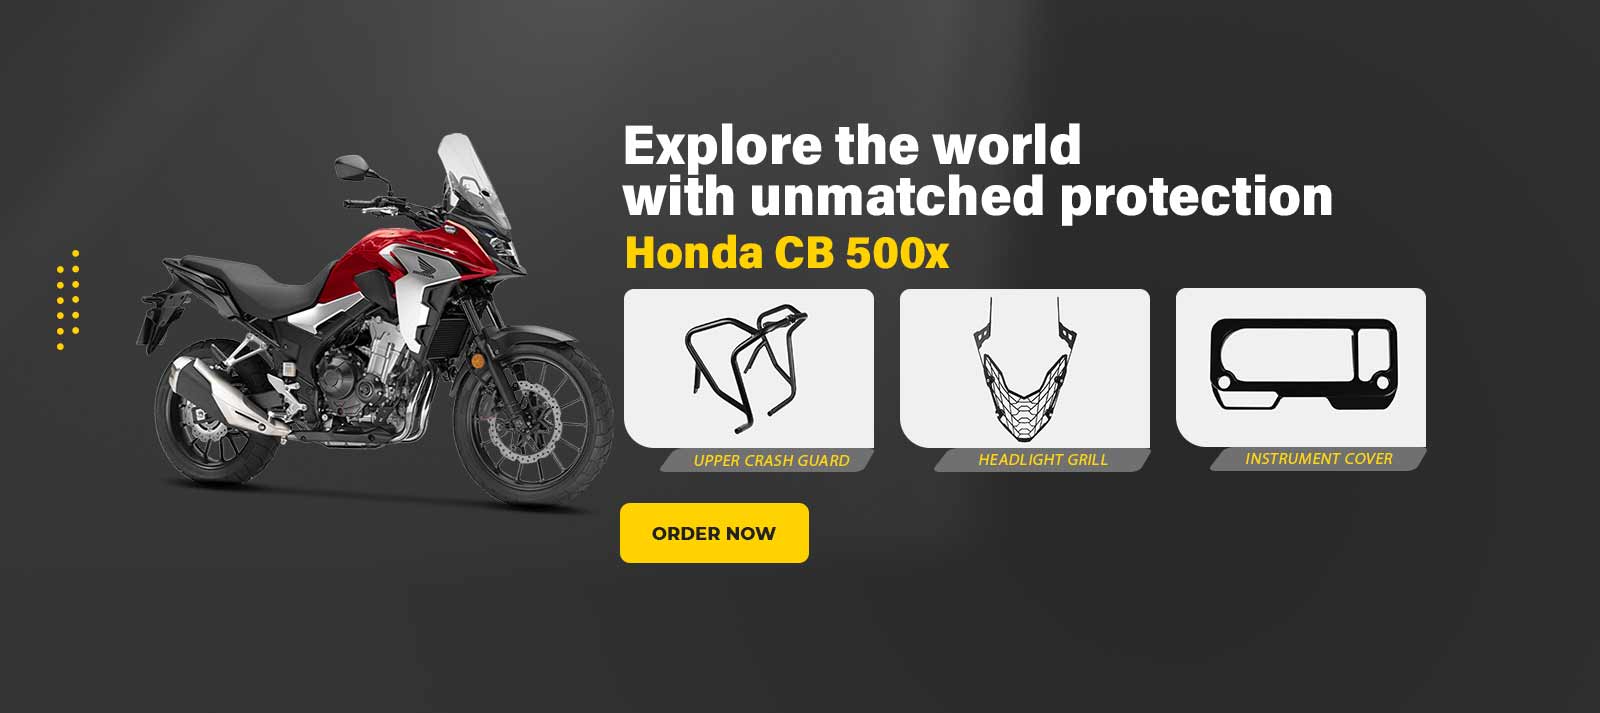 Explore the world
with unmatched protection
Honda CB 500x
UPPER CRASH GUARD
HEADLIGHT GRILL
INSTRUMENT COVER
ORDER NOW